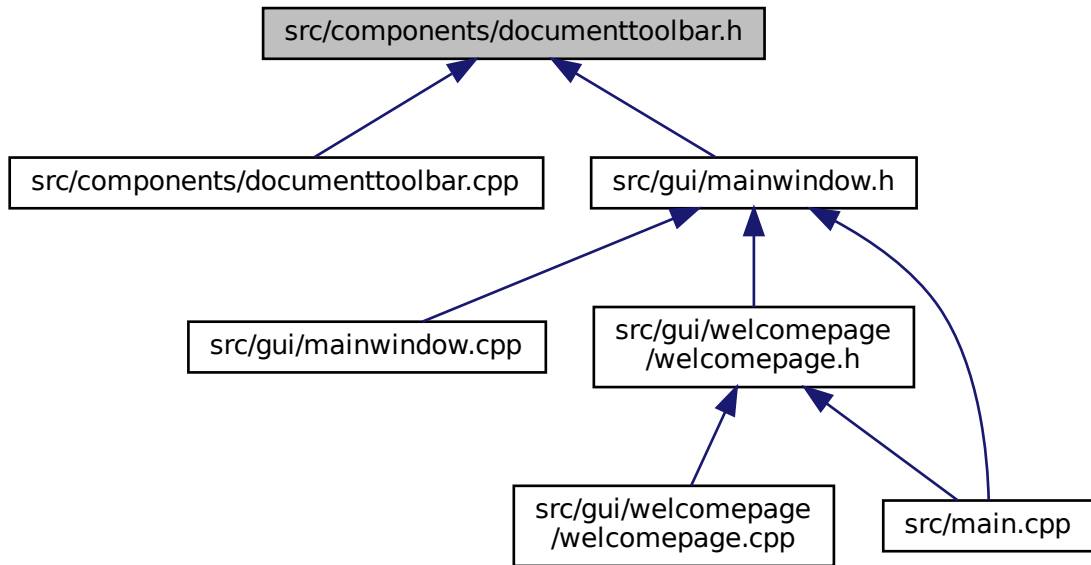 src/components/documenttoolbar.h
src/components/documenttoolbar.cpp
src/gui/mainwindow.h
src/gui/mainwindow.cpp
src/gui/welcomepage
/welcomepage.h
src/gui/welcomepage
/welcomepage.cpp
src/main.cpp